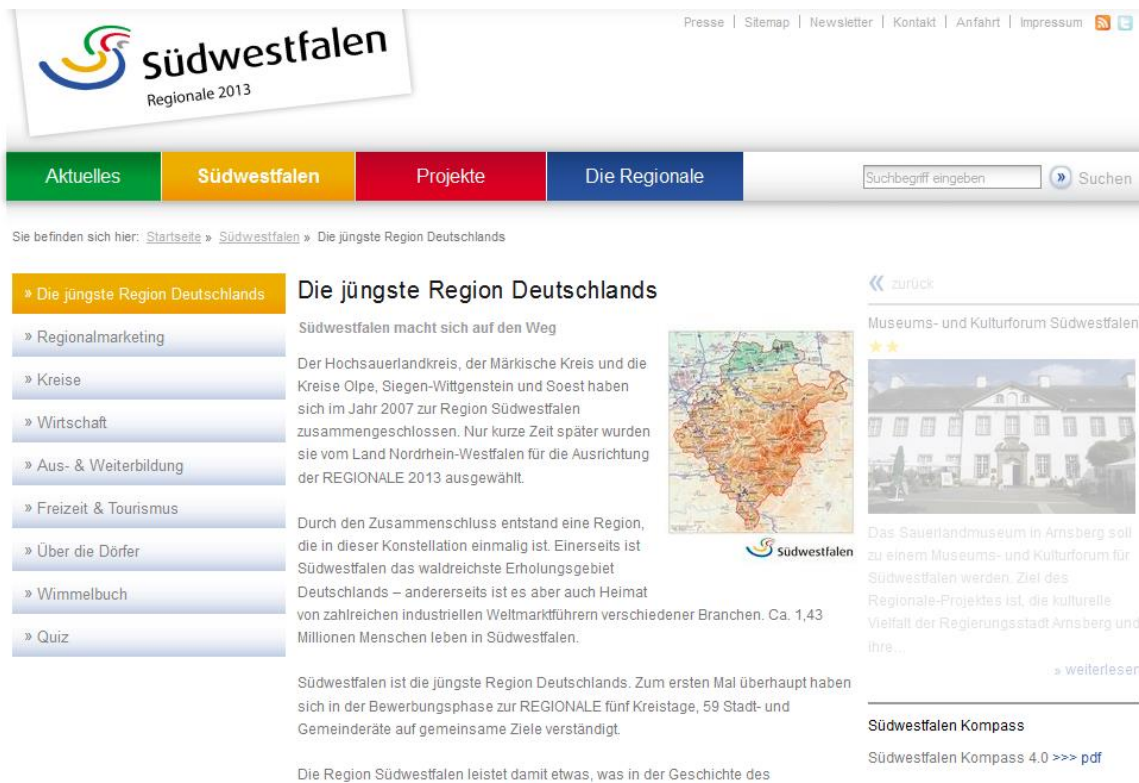 Südwestfalen
Regionale 2013
Presse | Sitemap | Newsletter | Kontakt | Anfahrt | Impressum
Aktuelles
Südwestfalen
Projekte
Die Regionale
Suchbegriff eingeben
» Suchen
Sie befinden sich hier: Startseite » Südwestfalen » Die jüngste Region Deutschlands
» Die jüngste Region Deutschlands
» Regionalmarketing
» Kreise
» Wirtschaft
» Aus- & Weiterbildung
» Freizeit & Tourismus
» Über die Dörfer
» Wimmelbuch
» Quiz
Die jüngste Region Deutschlands
Südwestfalen macht sich auf den Weg
Der Hochsauerlandkreis, der Märkische Kreis und die
Kreise Olpe, Siegen-Wittgenstein und Soest haben
sich im Jahr 2007 zur Region Südwestfalen
zusammengeschlossen. Nur kurze Zeit später wurden
sie vom Land Nordrhein-Westfalen für die Ausrichtung
der REGIONALE 2013 ausgewählt.
Durch den Zusammenschluss entstand eine Region,
die in dieser Konstellation einmalig ist. Einerseits ist
Südwestfalen das waldreichste Erholungsgebiet
Deutschlands – andererseits ist es aber auch Heimat
von zahlreichen industriellen Weltmarktführern verschiedener Branchen. Ca. 1,43
Millionen Menschen leben in Südwestfalen.
Südwestfalen ist die jüngste Region Deutschlands. Zum ersten Mal überhaupt haben
sich in der Bewerbungsphase zur REGIONALE fünf Kreistage, 59 Stadt- und
Gemeinderäte auf gemeinsame Ziele verständigt.
Die Region Südwestfalen leistet damit etwas, was in der Geschichte des
Südwestfalen
« zurück
Museums- und Kulturforum Südwestfalen
Das Sauerlandmuseum in Arnsberg soll
zu einem Museums- und Kulturforum für
Südwestfalen werden. Ziel des
Regionale-Projektes ist, die kulturelle
Vielfalt der Regierungsstadt Arnsberg und
ihre...
» weiterlesen
Südwestfalen Kompass
Südwestfalen Kompass 4.0 >>> pdf